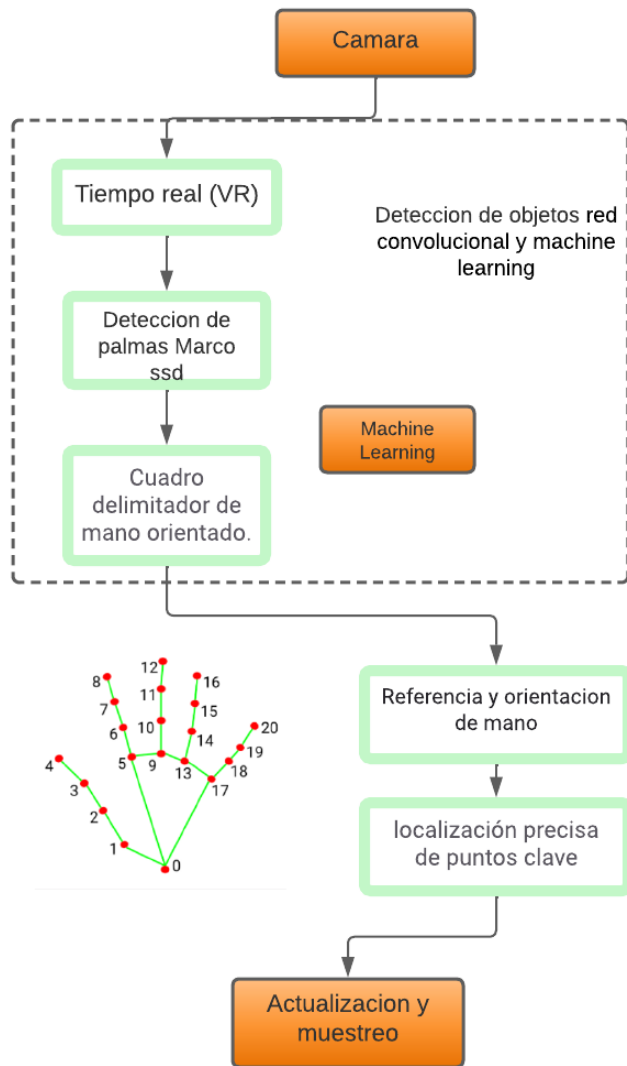 Camara
Tiempo real (VR)
Deteccion de objetos red
convolucional y machine
learning
Deteccion de
palmas Marco
ssd
Machine
Learning
Cuadro
delimitador de
mano orientado.
12
8
16
11
7
15
20
10
6
14
19
5
9
13
18
4
17
3
2
1
0
Referencia y orientacion
de mano
localización precisa
de puntos clave
Actualizacion y
muestreo